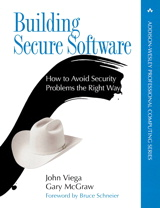 Building
Secure Software
How to Avoid Security
Problems the Right Way
John Viega
Gary McGraw
Foreword by Bruce Schneier
ADDISON-WESLEY PROFESSIONAL COMPUTING SERIES